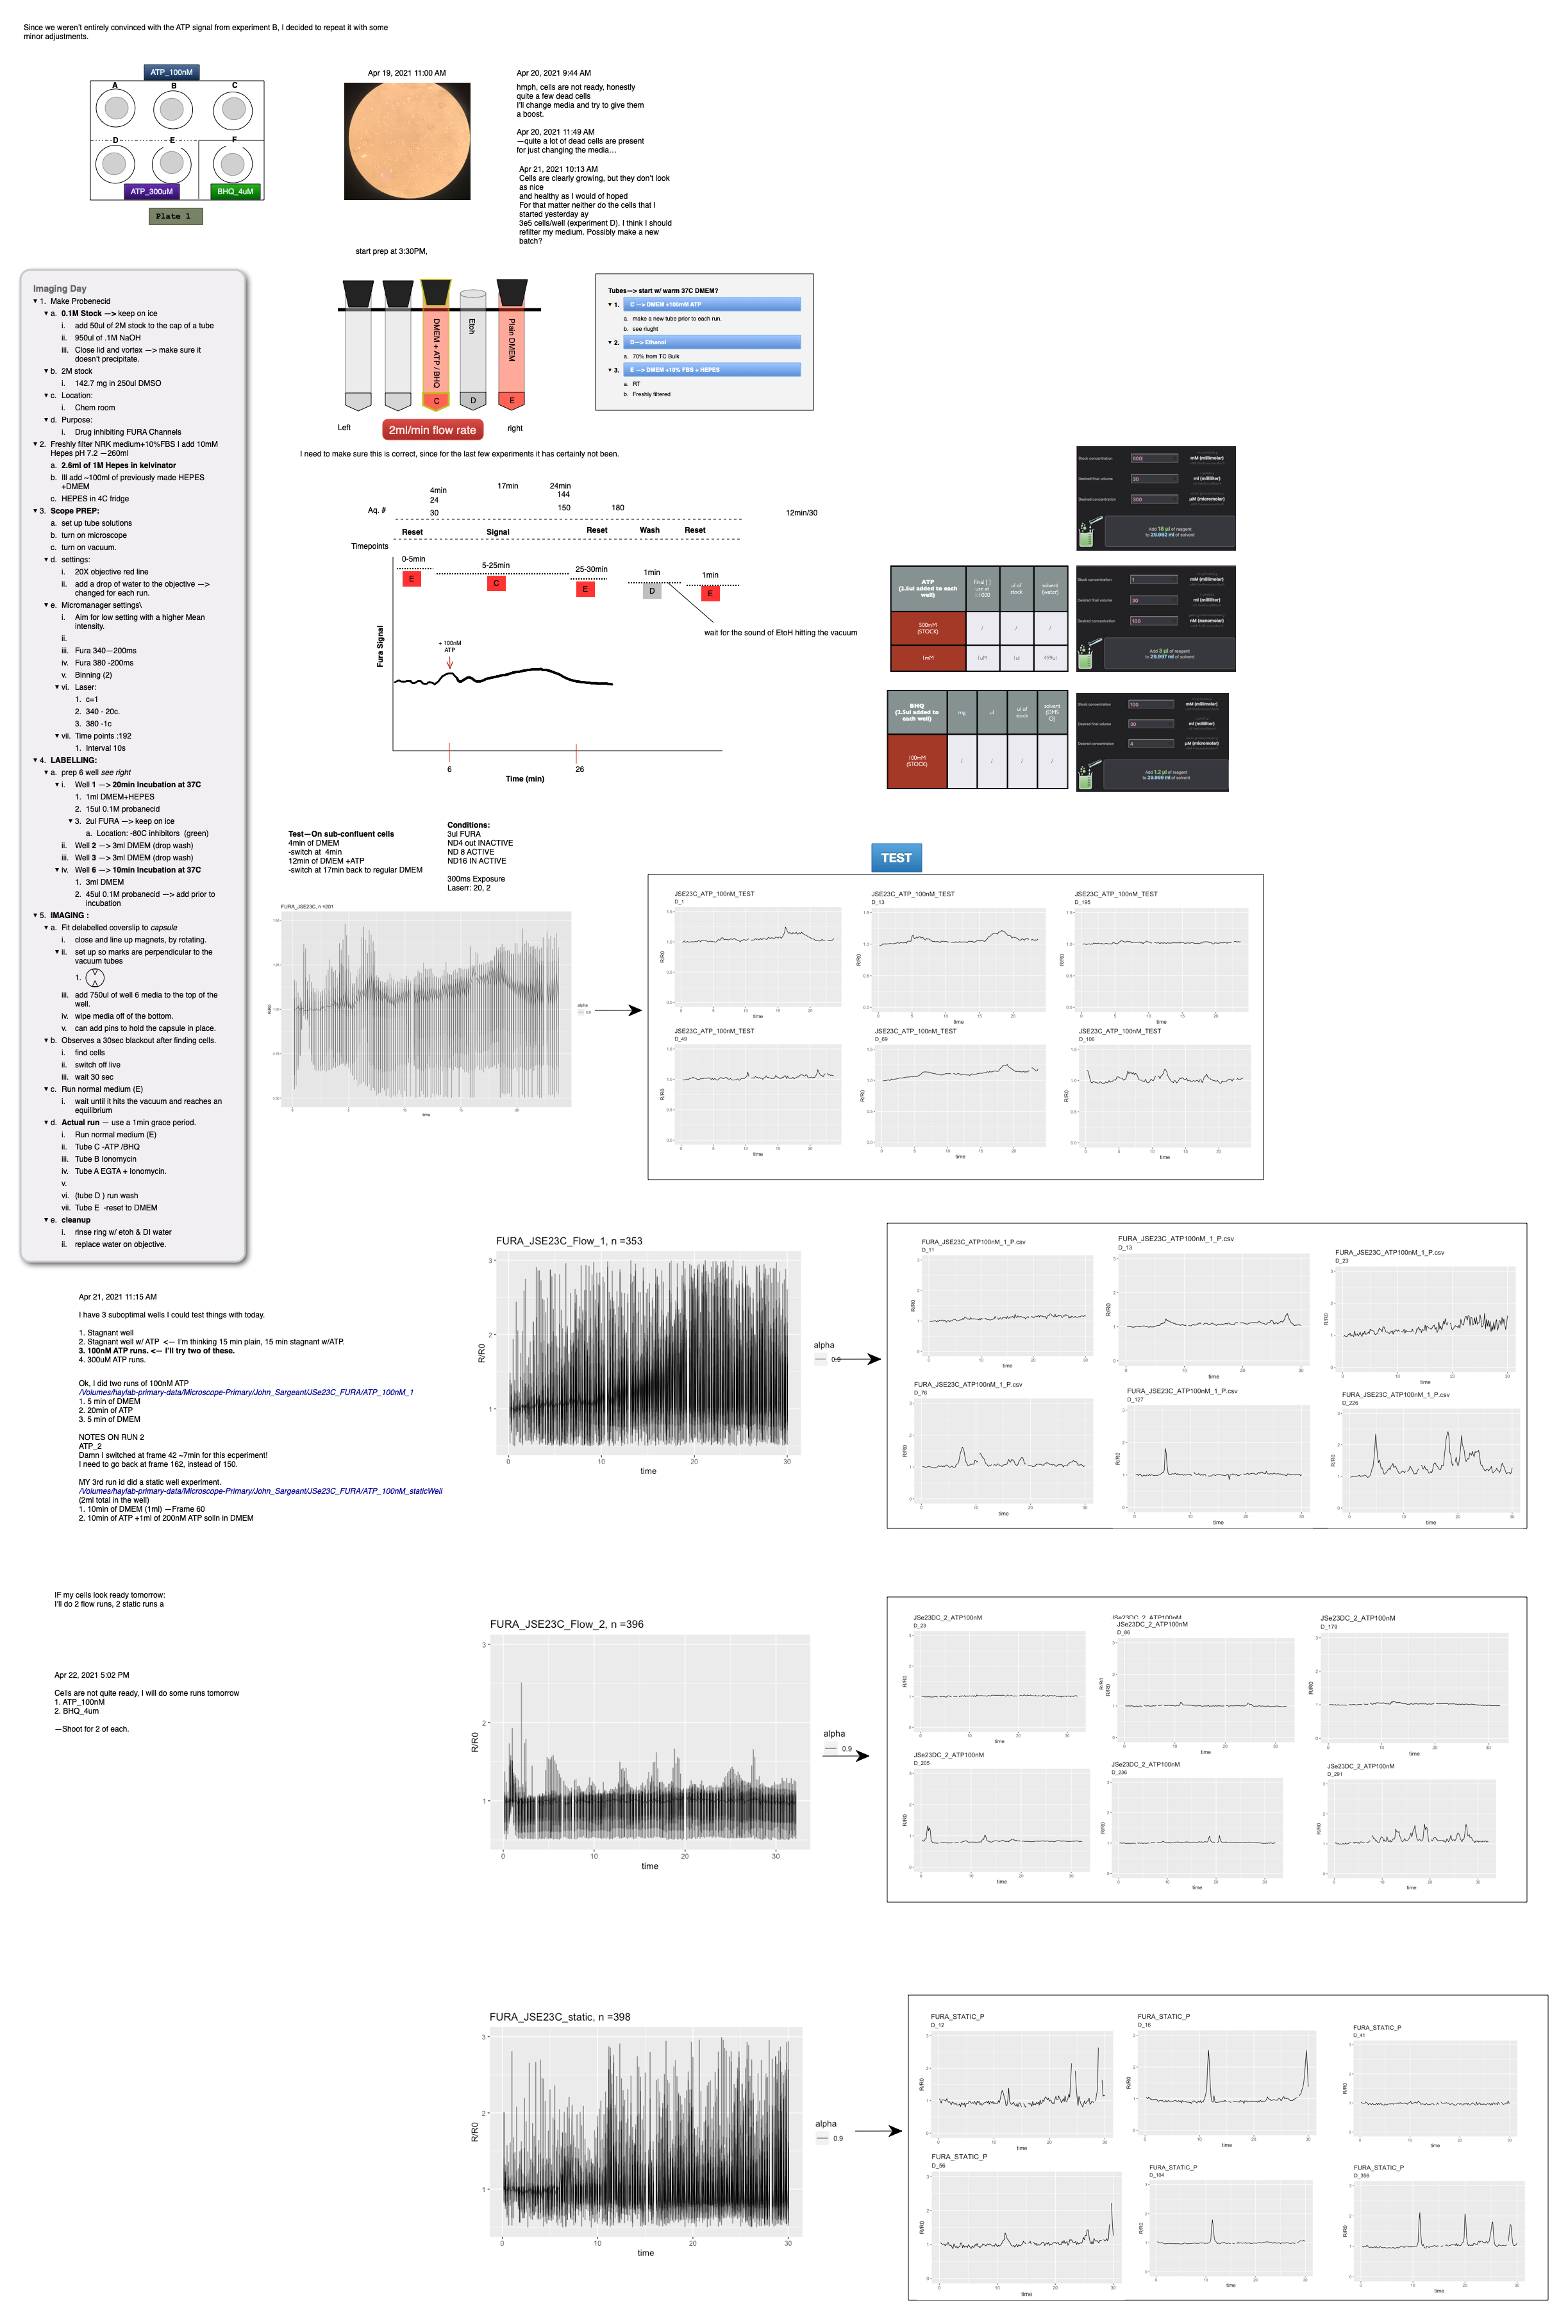 Since we weren't entirely convinced with the ATP signal from experiment B, I decided to repeat it with some
minor adjustments.
ATP_100nM
A
B
C
D
E
F
ATP_300uM
BHQ_4uM
Plate 1
Apr 19, 2021 11:00 AM
Apr 20, 2021 9:44 AM
hmph, cells are not ready, honestly
quite a few dead cells
I'll change media and try to give them
a boost.
Apr 20, 2021 11:49 AM
—quite a lot of dead cells are present
for just changing the media…
Apr 21, 2021 10:13 AM
Cells are clearly growing, but they don't look
as nice
and healthy as I would of hoped
For that matter neither do the cells that I
started yesterday ay
3e5 cells/well (experiment D). I think I should
refilter my medium. Possibly make a new
batch?
start prep at 3:30PM,
Imaging Day
1. Make Probenecid
a. 0.1M Stock —> keep on ice
i. add 50ul of 2M stock to the cap of a tube
ii. 950ul of .1M NaOH
iii. Close lid and vortex —> make sure it
doesn't precipitate.
b. 2M stock
i. 142.7 mg in 250ul DMSO
c. Location:
i. Chem room
d. Purpose:
i. Drug inhibiting FURA Channels
2. Freshly filter NRK medium+10%FBS I add 10mM
Hepes pH 7.2 —260ml
a. 2.6ml of 1M Hepes in kelvinator
b. Ill add ~100ml of previously made HEPES
+DMEM
c. HEPES in 4C fridge
3. Scope PREP:
a. set up tube solutions
b. turn on microscope
c. turn on vacuum.
d. settings:
i. 20X objective red line
ii. add a drop of water to the objective —>
changed for each run.
e. Micromanager settings\
i. Aim for low setting with a higher Mean
intensity.
ii.
iii. Fura 340—200ms
iv. Fura 380 -200ms
v. Binning (2)
vi. Laser:
1. c=1
2. 340 - 20c.
3. 380 -1c
vii. Time points :192
1. Interval 10s
4. LABELLING:
a. prep 6 well see right
i. Well 1 —> 20min Incubation at 37C
1. 1ml DMEM+HEPES
2. 15ul 0.1M probanecid
3. 2ul FURA —> keep on ice
a. Location: -80C inhibitors (green)
ii. Well 2 —> 3ml DMEM (drop wash)
iii. Well 3 —> 3ml DMEM (drop wash)
iv. Well 6 —> 10min Incubation at 37C
1. 3ml DMEM
2. 45ul 0.1M probanecid —> add prior to
incubation
5. IMAGING :
a. Fit delabelled coverslip to capsule
i. close and line up magnets, by rotating.
ii. set up so marks are perpendicular to the
vacuum tubes
1.
iii. add 750ul of well 6 media to the top of the
well.
iv. wipe media off of the bottom.
v. can add pins to hold the capsule in place.
b. Observes a 30sec blackout after finding cells.
i. find cells
ii. switch off live
iii. wait 30 sec
c. Run normal medium (E)
i. wait until it hits the vacuum and reaches an
equilibrium
d. Actual run — use a 1min grace period.
i. Run normal medium (E)
ii. Tube C -ATP /BHQ
iii. Tube B Ionomycin
iv. Tube A EGTA + Ionomycin.
v.
vi. (tube D ) run wash
vii. Tube E -reset to DMEM
e. cleanup
i. rinse ring w/ etoh & DI water
ii. replace water on objective.
DMEM + ATP / BHQ
Etoh
Plain DMEM
C
D
E
Left
2ml/min flow rate
right
Tubes—> start w/ warm 37C DMEM?
1. C —> DMEM +100mM ATP
a. make a new tube prior to each run.
b. see riught
2. D—> Ethanol
a. 70% from TC Bulk
3. E —> DMEM +10% FBS + HEPES
a. RT
b. Freshly filtered
I need to make sure this is correct, since for the last few experiments it has certainly not been.
4min
24
30
17min
24min
144
150
180
Aq. #
12min/30
Reset
Signal
Reset
Wash
Reset
Timepoints
0-5min
E
5-25min
C
25-30min
E
1min
D
1min
E
wait for the sound of EtoH hitting the vacuum
Fura Signal
+ 100nM
ATP
6
26
Time (min)
Stock concentration 500 mM (millimolar)
Desired final volume 30 ml (milliliter)
Desired concentration 300 µM (micromolar)
Add 18 µl of reagent
to 29.982 ml of solvent
ATP
(2.5ul added to each
well)
Final [ ]
use at
1:1000
ul of
stock
solvent
(water)
500mM
(STOCK)
/
/
/
1mM
1uM
1ul
499ul
Stock concentration 1 mM (millimolar)
Desired final volume 30 ml (milliliter)
Desired concentration 100 nM (nanomolar)
Add 3 µl of reagent
to 29.997 ml of solvent
BHQ
(2.5ul added to
each well)
mg
ul
ul of
stock
solvent
(DMS
O)
100mM
(STOCK)
/
/
/
/
Stock concentration 100 mM (millimolar)
Desired final volume 30 ml (milliliter)
Desired concentration 4 µM (micromolar)
Add 1.2 µl of reagent
to 29.999 ml of solvent
Test—On sub-confluent cells
4min of DMEM
-switch at 4min
12min of DMEM +ATP
-switch at 17min back to regular DMEM
Conditions:
3ul FURA
ND4 out INACTIVE
ND 8 ACTIVE
ND16 IN ACTIVE
300ms Exposure
Laserr: 20, 2
TEST
FURA_JSE23C, n =201
R/R0
time
alpha
0.9
JSE23C_ATP_100nM_TEST
D_1
JSE23C_ATP_100nM_TEST
D_13
JSE23C_ATP_100nM_TEST
D_195
JSE23C_ATP_100nM_TEST
D_49
JSE23C_ATP_100nM_TEST
D_69
JSE23C_ATP_100nM_TEST
D_106
Apr 21, 2021 11:15 AM
I have 3 suboptimal wells I could test things with today.
1. Stagnant well
2. Stagnant well w/ ATP <— I'm thinking 15 min plain, 15 min stagnant w/ATP.
3. 100nM ATP runs. <— I'll try two of these.
4. 300uM ATP runs.
Ok, I did two runs of 100nM ATP
/Volumes/haylab-primary-data/Microscope-Primary/John_Sargeant/JSe23C_FURA/ATP_100nM_1
1. 5 min of DMEM
2. 20min of ATP
3. 5 min of DMEM
NOTES ON RUN 2
ATP_2
Damn I switched at frame 42 ~7min for this ecperiment!
I need to go back at frame 162, instead of 150.
MY 3rd run id did a static well experiment.
/Volumes/haylab-primary-data/Microscope-Primary/John_Sargeant/JSe23C_FURA/ATP_100nM_staticWell
(2ml total in the well)
1. 10min of DMEM (1ml) —Frame 60
2. 10min of ATP +1ml of 200nM ATP solln in DMEM
FURA_JSE23C_Flow_1, n =353
R/R0
time
alpha
0.9
FURA_JSE23C_ATP100nM_1_P.csv
D_11
FURA_JSE23C_ATP100nM_1_P.csv
D_13
FURA_JSE23C_ATP100nM_1_P.csv
D_23
FURA_JSE23C_ATP100nM_1_P.csv
D_76
FURA_JSE23C_ATP100nM_1_P.csv
D_127
FURA_JSE23C_ATP100nM_1_P.csv
D_226
IF my cells look ready tomorrow:
I'll do 2 flow runs, 2 static runs a
Apr 22, 2021 5:02 PM
Cells are not quite ready, I will do some runs tomorrow
1. ATP_100nM
2. BHQ_4um
—Shoot for 2 of each.
FURA_JSE23C_Flow_2, n =396
R/R0
time
alpha
0.9
JSe23DC_2_ATP100nM
D_23
JSe23DC_2_ATP100nM
D_86
JSe23DC_2_ATP100nM
D_179
JSe23DC_2_ATP100nM
D_205
JSe23DC_2_ATP100nM
D_236
JSe23DC_2_ATP100nM
D_291
FURA_JSE23C_static, n =398
R/R0
time
alpha
0.9
FURA_STATIC_P
D_12
FURA_STATIC_P
D_16
FURA_STATIC_P
D_41
FURA_STATIC_P
D_56
FURA_STATIC_P
D_104
FURA_STATIC_P
D_356